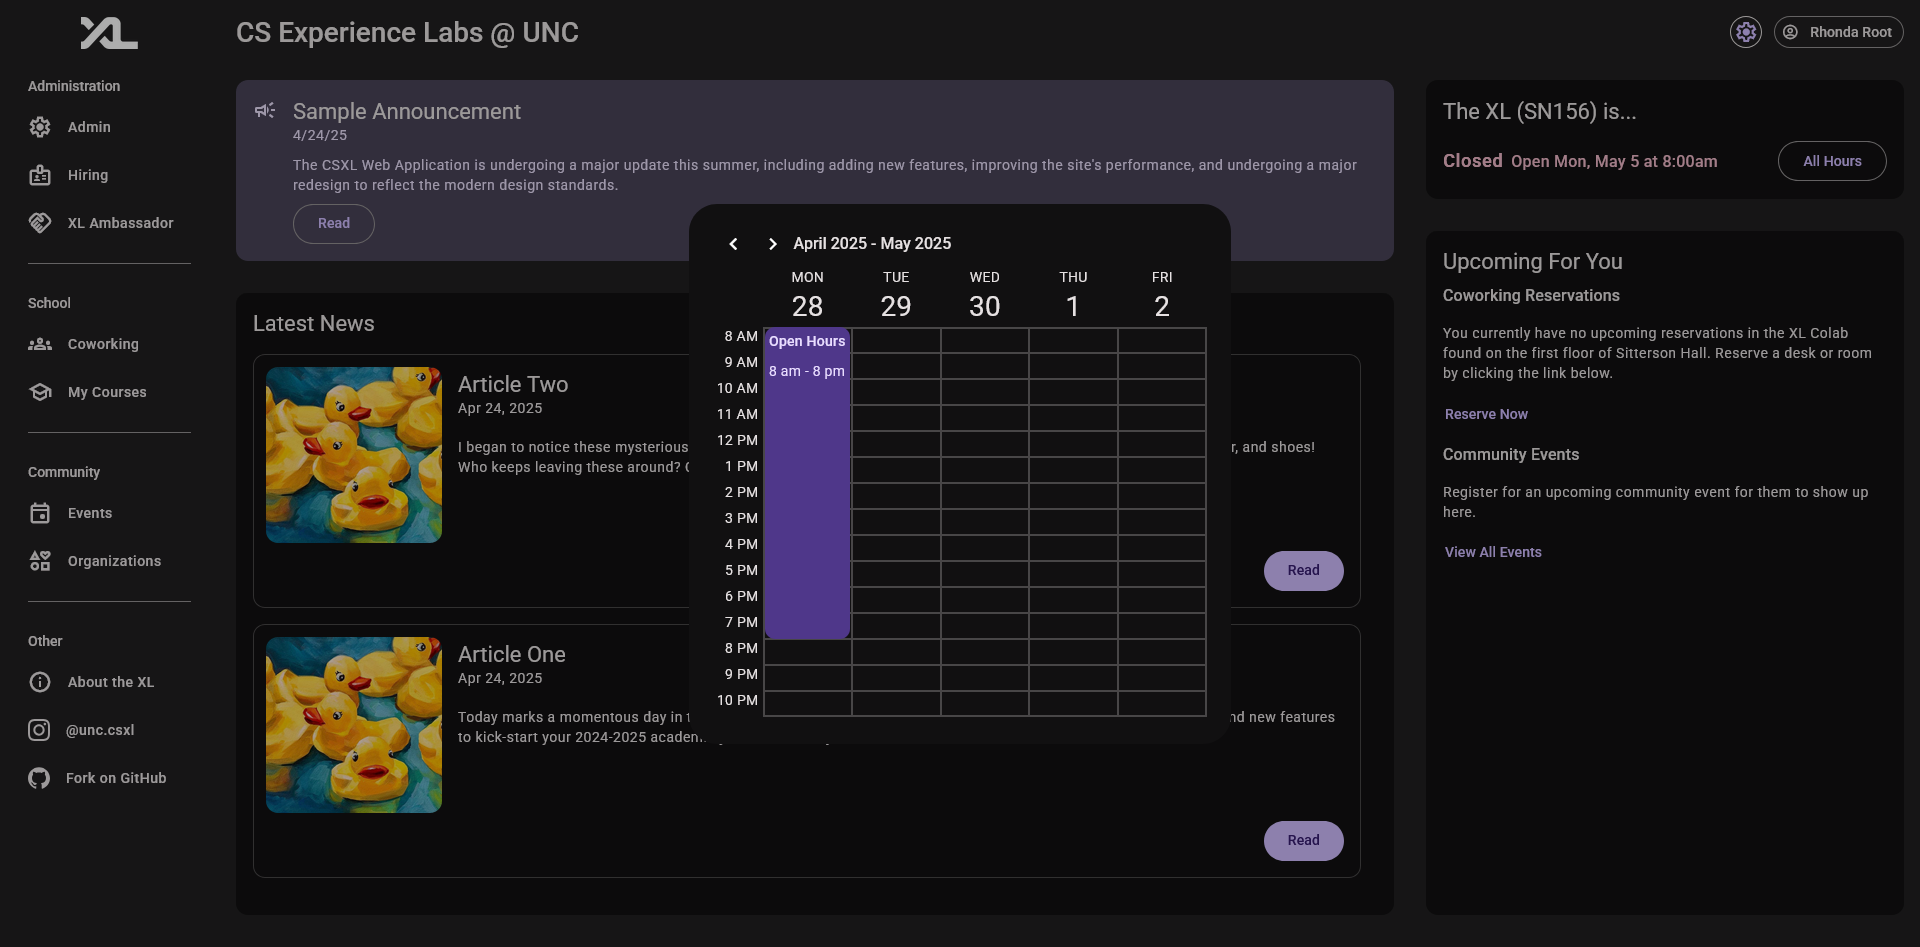 XL
CS Experience Labs @ UNC
Rhonda Root
Administration
Admin
Hiring
XL Ambassador
School
Coworking
My Courses
Community
Events
Organizations
Other
About the XL
@unc.csxl
Fork on GitHub
Sample Announcement
4/24/25
The CSXL Web Application is undergoing a major update this summer, including adding new features, improving the site's performance, and undergoing a major
redesign to reflect the modern design standards.
Read
Latest News
Article Two
Apr 24, 2025
I began to notice these mysterious
r, and shoes!
Who keeps leaving these around?
Read
Article One
Apr 24, 2025
Today marks a momentous day in
new features
to kick-start your 2024-2025
Read
April 2025 - May 2025
MON TUE WED THU FRI
28 29 30 1 2
8 AM
Open Hours
9 AM
8 am - 8 pm
10 AM
11 AM
12 PM
1 PM
2 PM
3 PM
4 PM
5 PM
6 PM
7 PM
8 PM
9 PM
10 PM
The XL (SN156) is...
Closed Open Mon, May 5 at 8:00am
All Hours
Upcoming For You
Coworking Reservations
You currently have no upcoming reservations in the XL Colab
found on the first floor of Sitterson Hall. Reserve a desk or room
by clicking the link below.
Reserve Now
Community Events
Register for an upcoming community event for them to show up
here.
View All Events